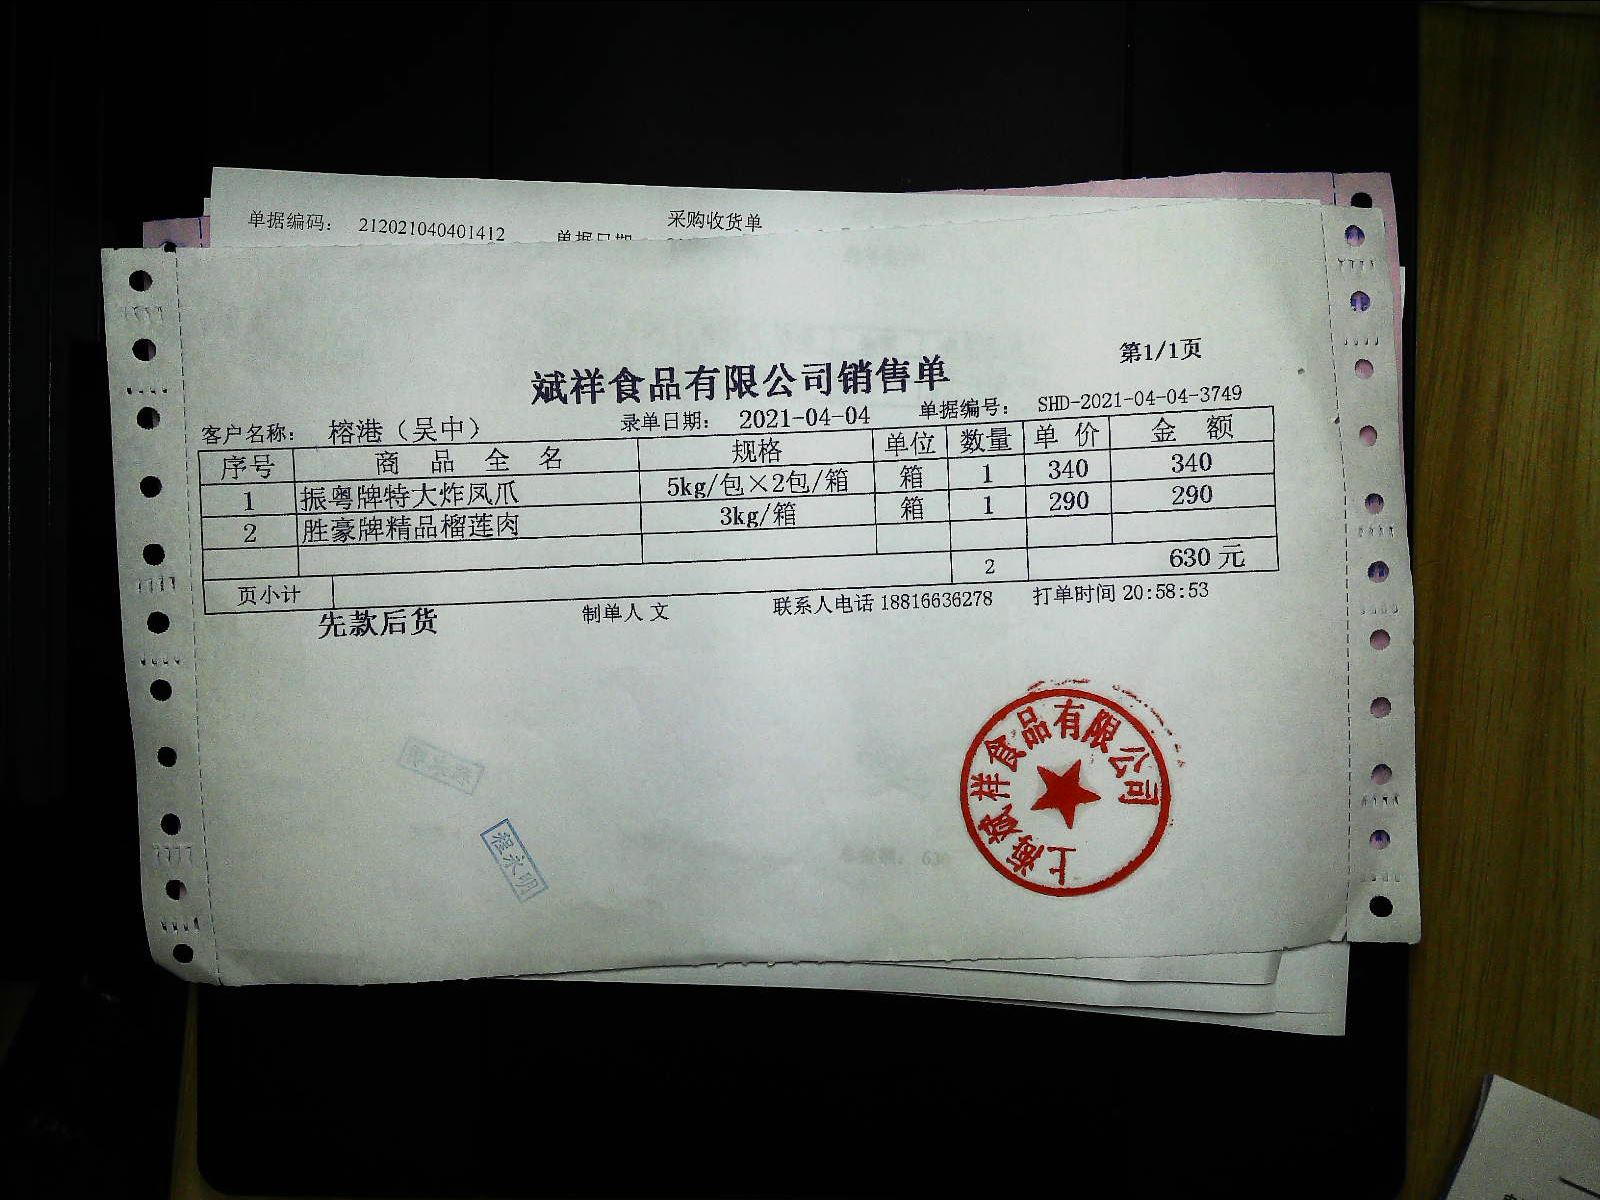 单据编码： 212021040401412 采购收货单
第1/1页
斌祥食品有限公司销售单
客户名称： 榕港（吴中） 录单日期： 2021-04-04 单据编号： SHD-2021-04-04-3749
序号 商品全名 规格 单位 数量 单价 金额
1 振粤牌特大炸凤爪 5kg/包×2包/箱 箱 1 340 340
2 胜豪牌精品榴莲肉 3kg/箱 箱 1 290 290
页小计 2 630元
先款后货 制单人 文 联系人电话 18816636278 打单时间 20:58:53
上海斌祥食品有限公司
程永明